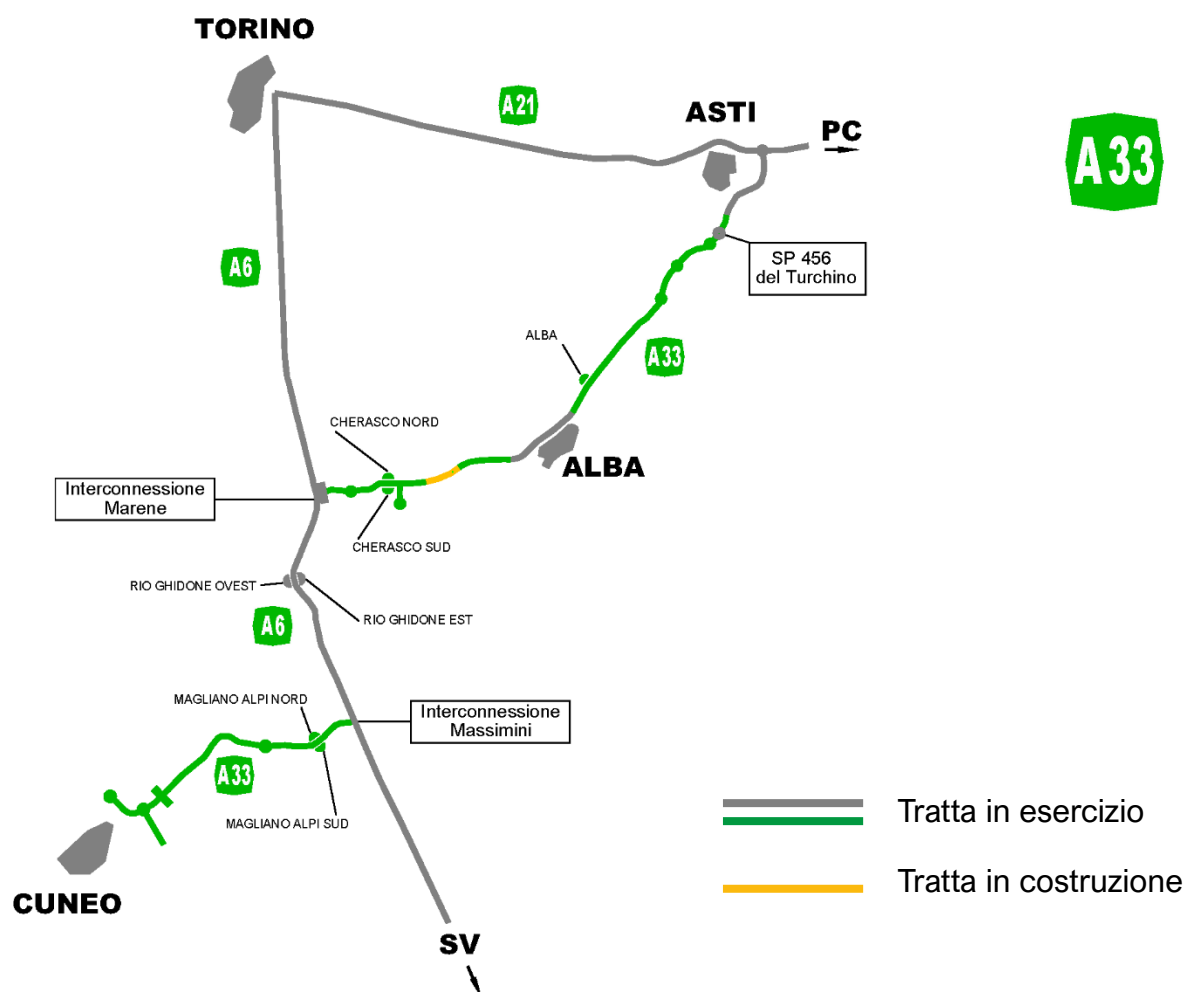 TORINO
A21
ASTI
PC
A33
A6
SP 456
del Turchino
ALBA
A33
CHERASCO NORD
ALBA
Interconnessione
Marene
CHERASCO SUD
RIO GHIDONE OVEST
RIO GHIDONE EST
A6
MAGLIANO ALPI NORD
Interconnessione
Massimini
A33
MAGLIANO ALPI SUD
Tratta in esercizio
Tratta in costruzione
CUNEO
SV